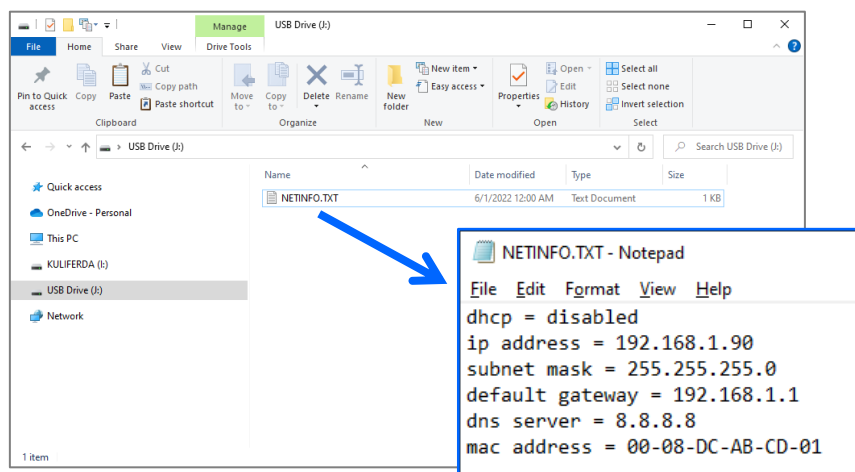 Manage USB Drive (J:)
File Home Share View Drive Tools
Pin to Quick access
Copy
Paste
Cut
Copy path
Paste shortcut
Move to
Copy to
Delete
Rename
New folder
New item
Easy access
Properties
Open
Edit
History
Select all
Select none
Invert selection
Clipboard Organize New Open Select
USB Drive (J:)
Search USB Drive (J:)
Quick access
OneDrive - Personal
This PC
KULIFERDA (I:)
USB Drive (J:)
Network
Name Date modified Type Size
NETINFO.TXT 6/1/2022 12:00 AM Text Document 1 KB
1 item
NETINFO.TXT - Notepad
File Edit Format View Help
dhcp = disabled
ip address = 192.168.1.90
subnet mask = 255.255.255.0
default gateway = 192.168.1.1
dns server = 8.8.8.8
mac address = 00-08-DC-AB-CD-01